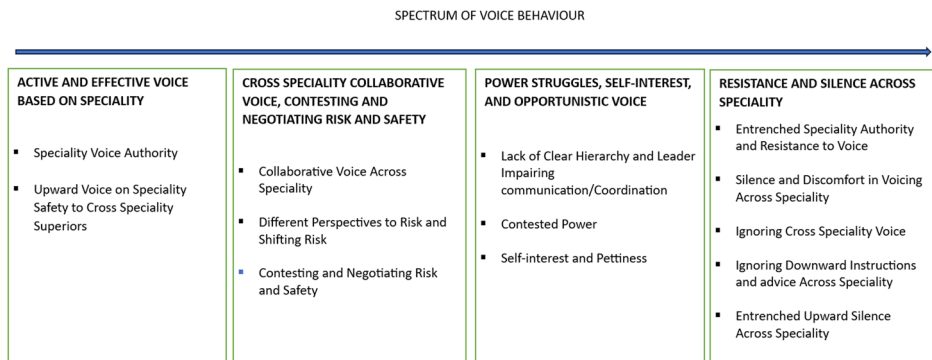 SPECTRUM OF VOICE BEHAVIOUR
ACTIVE AND EFFECTIVE VOICE
BASED ON SPECIALITY
▪ Speciality Voice Authority
▪ Upward Voice on Speciality
Safety to Cross Speciality
Superiors
CROSS SPECIALITY COLLABORATIVE
VOICE, CONTESTING AND
NEGOTIATING RISK AND SAFETY
▪ Collaborative Voice Across
Speciality
▪ Different Perspectives to Risk and
Shifting Risk
▪ Contesting and Negotiating Risk
and Safety
POWER STRUGGLES, SELF-INTEREST,
AND OPPORTUNISTIC VOICE
▪ Lack of Clear Hierarchy and Leader
Impairing
communication/Coordination
▪ Contested Power
▪ Self-interest and Pettiness
RESISTANCE AND SILENCE ACROSS
SPECIALITY
▪ Entrenched Speciality Authority
and Resistance to Voice
▪ Silence and Discomfort in Voicing
Across Speciality
▪ Ignoring Cross Speciality Voice
▪ Ignoring Downward Instructions
and advice Across Speciality
▪ Entrenched Upward Silence
Across Speciality